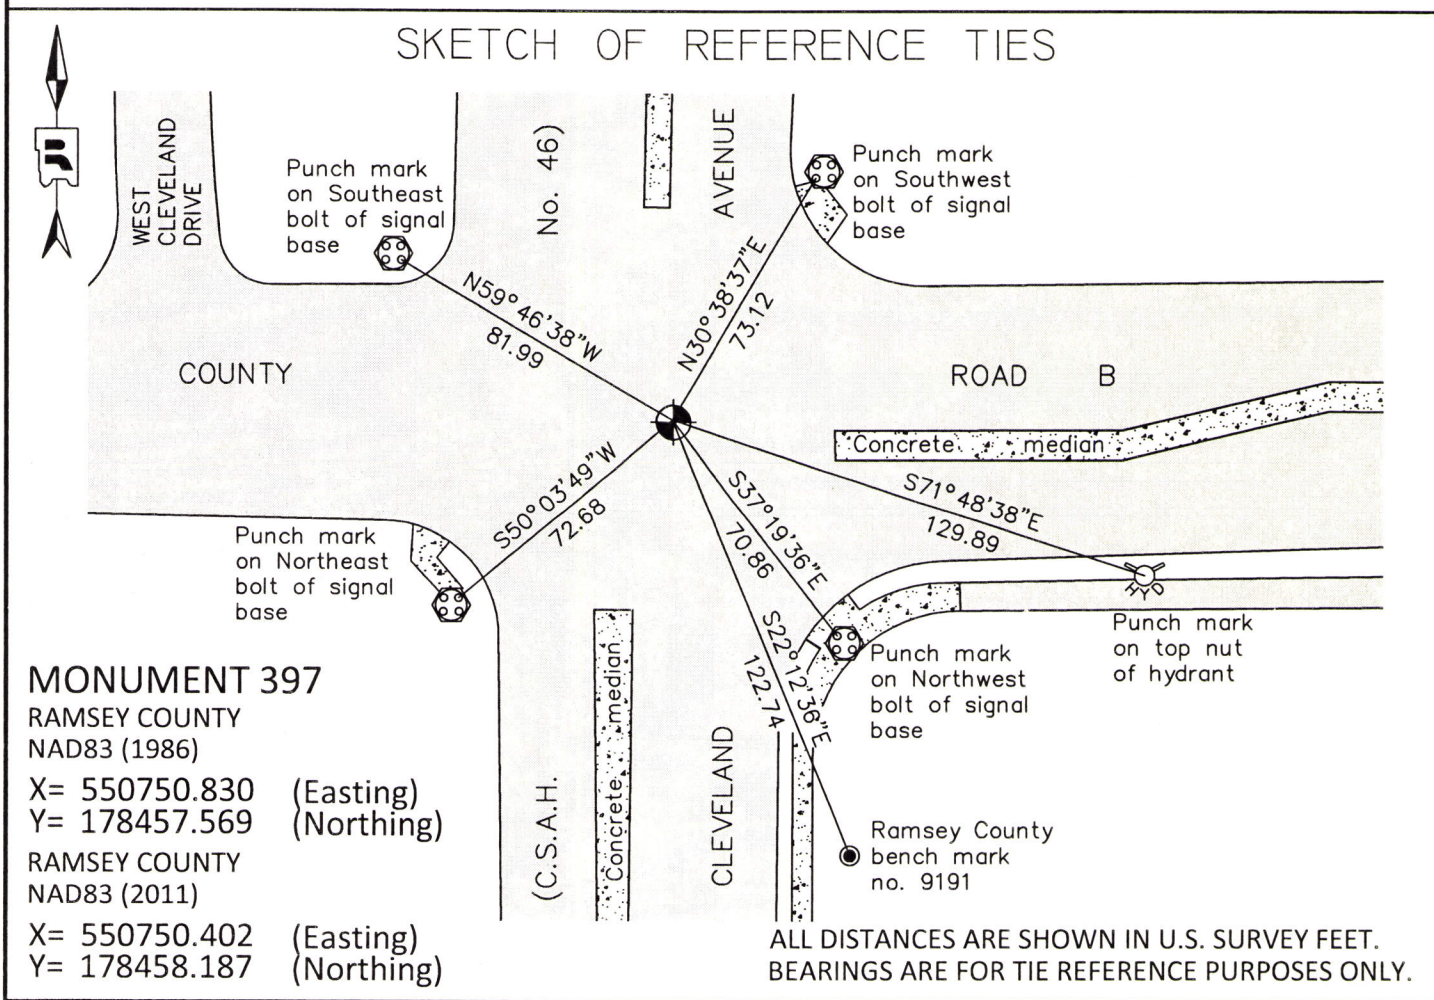 SKETCH OF REFERENCE TIES
R
WEST
CLEVELAND
DRIVE
Punch mark
on Southeast
bolt of signal
base
No. 46)
AVENUE
Punch mark
on Southwest
bolt of signal
base
N59°46'38"W
81.99
N30°38'37"E
73.12
COUNTY
ROAD B
Concrete median
S71°48'38"E
129.89
S50°03'49"W
72.68
S37°19'36"E
70.86
S22°12'36"E
122.74
Punch mark
on Northeast
bolt of signal
base
HYD
Punch mark
on top nut
of hydrant
Punch mark
on Northwest
bolt of signal
base
Concrete median
(C.S.A.H.
CLEVELAND
Ramsey County
bench mark
no. 9191
MONUMENT 397
RAMSEY COUNTY
NAD83 (1986)
X= 550750.830 (Easting)
Y= 178457.569 (Northing)
RAMSEY COUNTY
NAD83 (2011)
X= 550750.402 (Easting)
Y= 178458.187 (Northing)
ALL DISTANCES ARE SHOWN IN U.S. SURVEY FEET.
BEARINGS ARE FOR TIE REFERENCE PURPOSES ONLY.